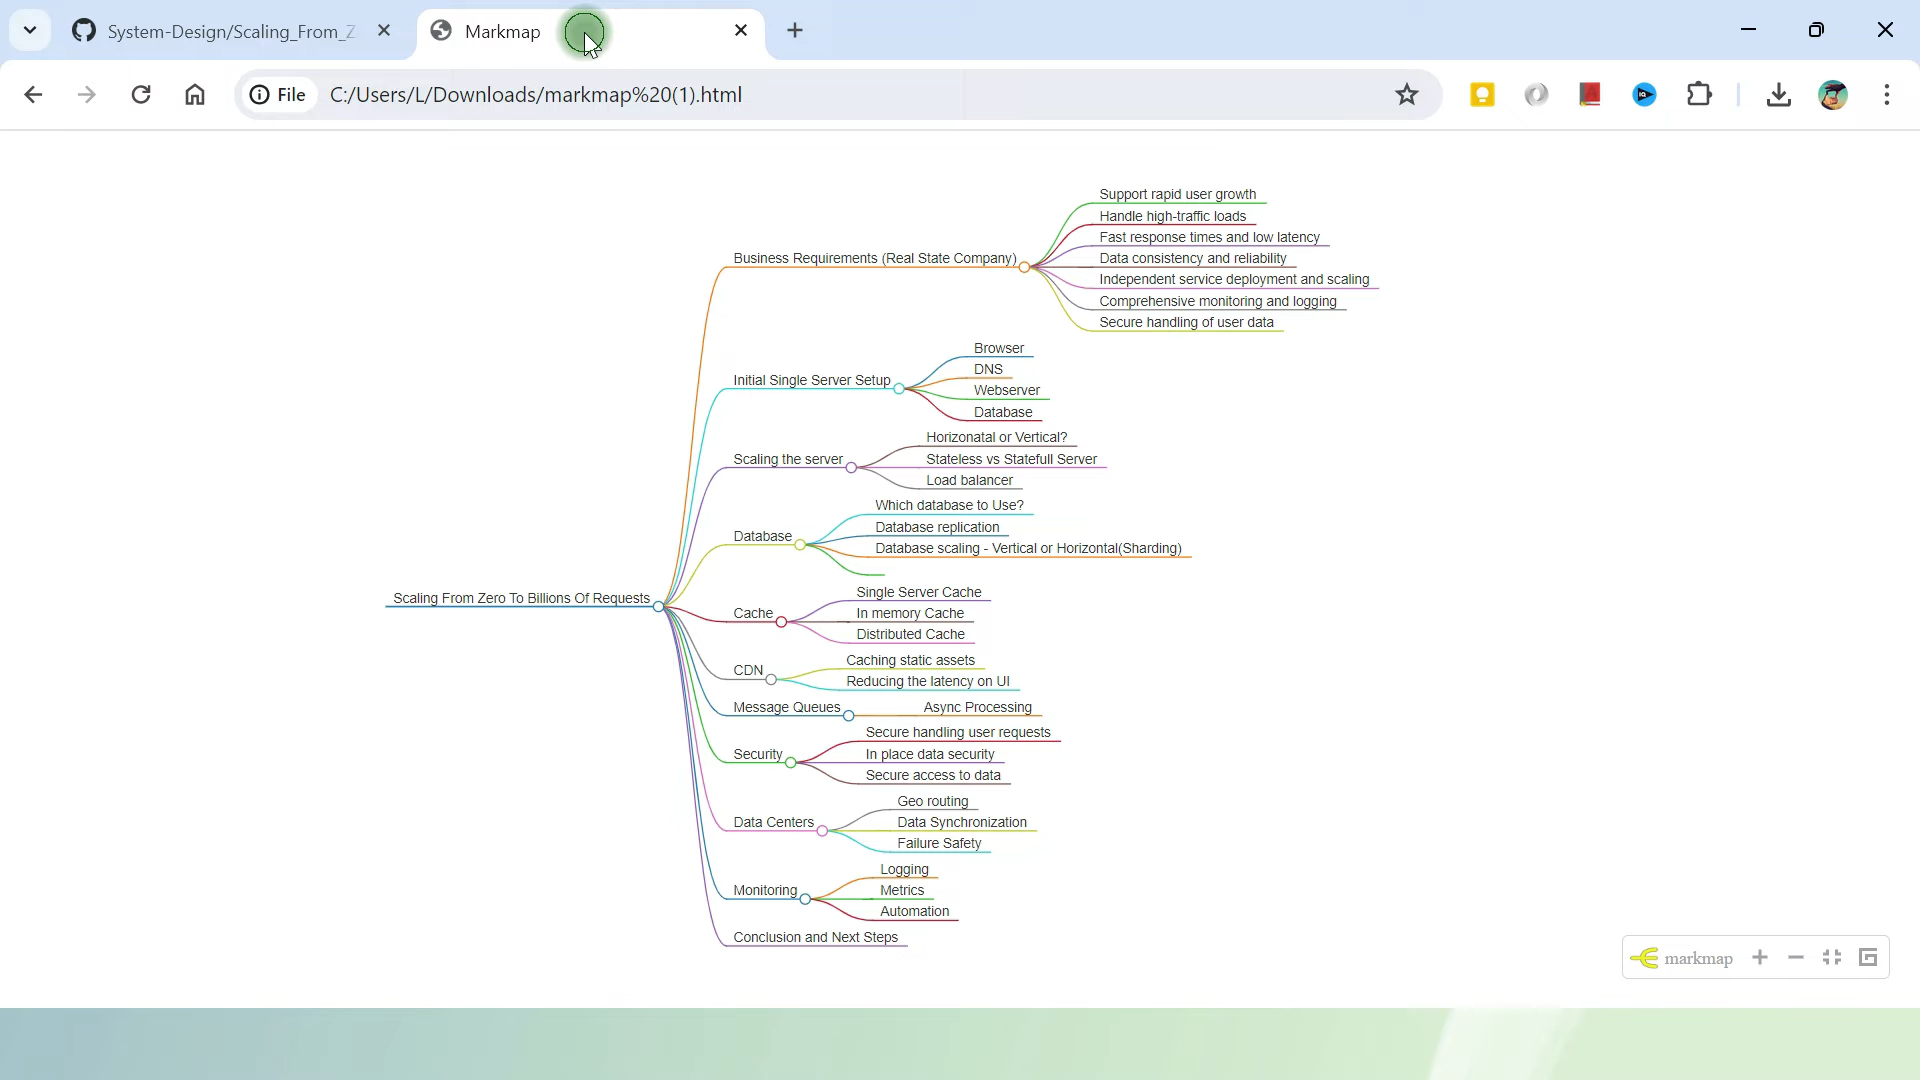 System-Design/Scaling_From_Z
Markmap
File
C:/Users/L/Downloads/markmap%20(1).html
Scaling From Zero To Billions Of Requests
Business Requirements (Real State Company)
Support rapid user growth
Handle high-traffic loads
Fast response times and low latency
Data consistency and reliability
Independent service deployment and scaling
Comprehensive monitoring and logging
Secure handling of user data
Initial Single Server Setup
Browser
DNS
Webserver
Database
Scaling the server
Horizonatal or Vertical?
Stateless vs Statefull Server
Load balancer
Database
Which database to Use?
Database replication
Database scaling - Vertical or Horizontal(Sharding)
Cache
Single Server Cache
In memory Cache
Distributed Cache
CDN
Caching static assets
Reducing the latency on UI
Message Queues
Async Processing
Security
Secure handling user requests
In place data security
Secure access to data
Data Centers
Geo routing
Data Synchronization
Failure Safety
Monitoring
Logging
Metrics
Automation
Conclusion and Next Steps
markmap